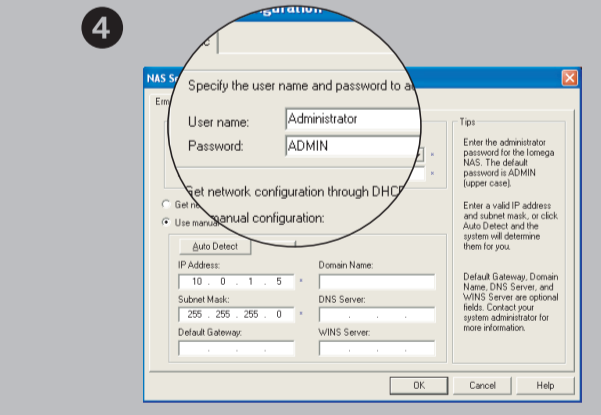 4
guration
NAS S
Specify the user name and password to a
User name:
Administrator
Password:
ADMIN
Get network configuration through DHC
manual configuration:
Use manua
Auto Detect
IP Address:
10 . 0 . 1 . 5 *
Subnet Mask:
255 . 255 . 255 . 0 *
Default Gateway:
. . .
Domain Name:
DNS Server:
. . .
WINS Server:
. . .
Tips
Enter the administrator
password for the Iomega
NAS. The default
password is ADMIN
(upper case).
Enter a valid IP address
and subnet mask, or click
Auto Detect and the
system will determine
them for you.
Default Gateway, Domain
Name, DNS Server, and
WINS Server are optional
fields. Contact your
system administrator for
more information.
OK
Cancel
Help